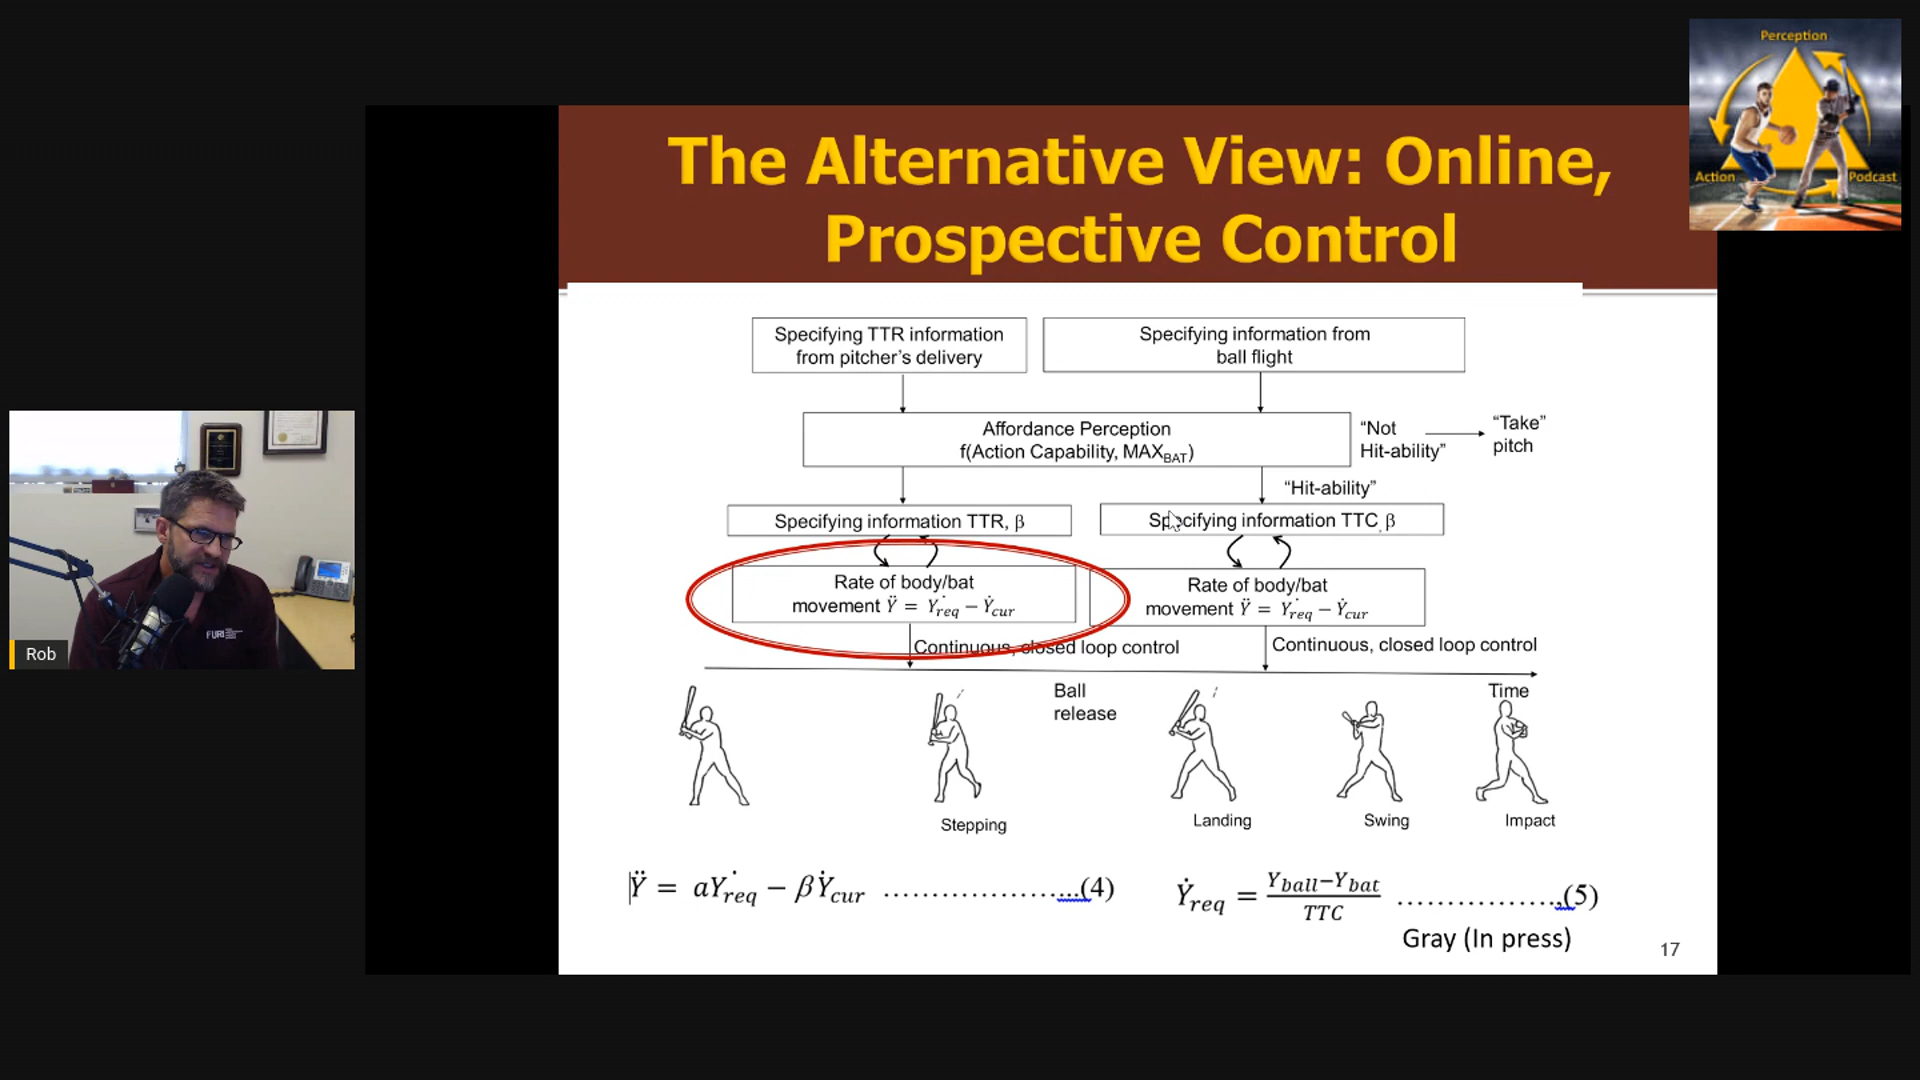 Perception
Action
Podcast
The Alternative View: Online,
Prospective Control
Specifying TTR information
from pitcher’s delivery
Specifying information from
ball flight
Affordance Perception
f(Action Capability, MAX_BAT)
“Not
Hit-ability”
“Take”
pitch
“Hit-ability”
Specifying information TTR, β
Specifying information TTC, β
Rate of body/bat
movement Ÿ = Ẏreq − Ẏcur
Rate of body/bat
movement Ÿ = Ẏreq − Ẏcur
Continuous, closed loop control
Continuous, closed loop control
Ball
release
Time
Stepping
Landing
Swing
Impact
Ÿ = aẎreq − βẎcur …………………...(4)
Ẏreq = (Yball−Ybat)/TTC ……………..,(5)
Gray (In press)
17
Rob
FURI